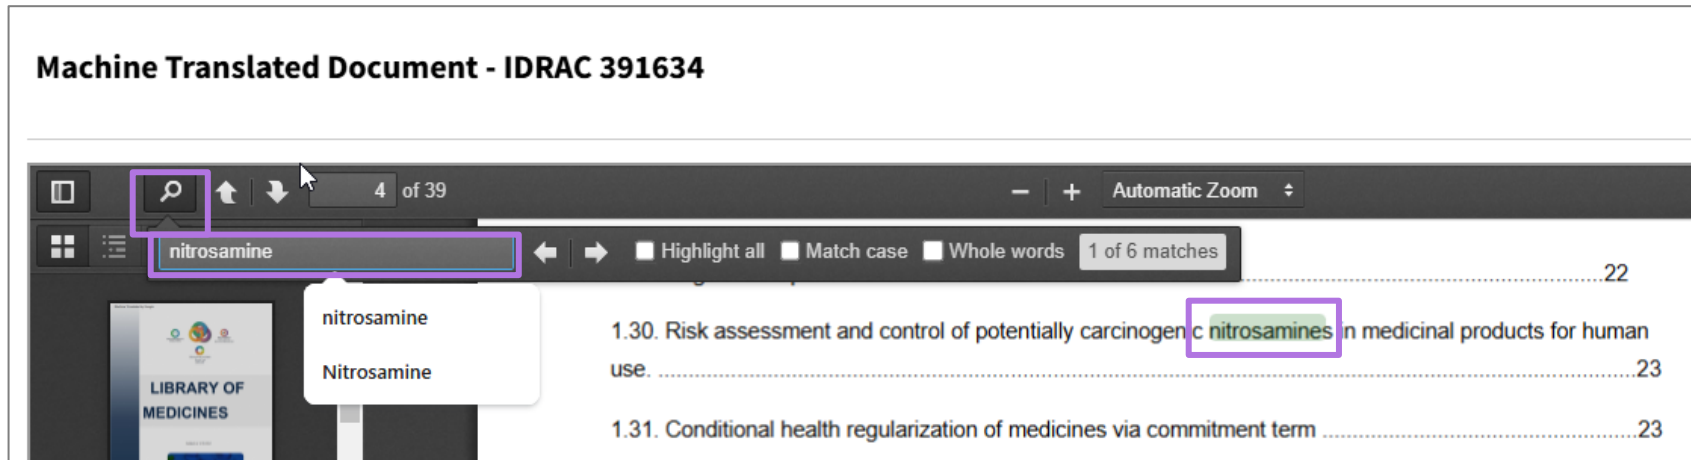 Machine Translated Document - IDRAC 391634
4 of 39
Automatic Zoom
nitrosamine
Highlight all Match case Whole words 1 of 6 matches
nitrosamine
Nitrosamine
LIBRARY OF
MEDICINES
22
1.30. Risk assessment and control of potentially carcinogenic nitrosamines in medicinal products for human
use. 23
1.31. Conditional health regularization of medicines via commitment term 23